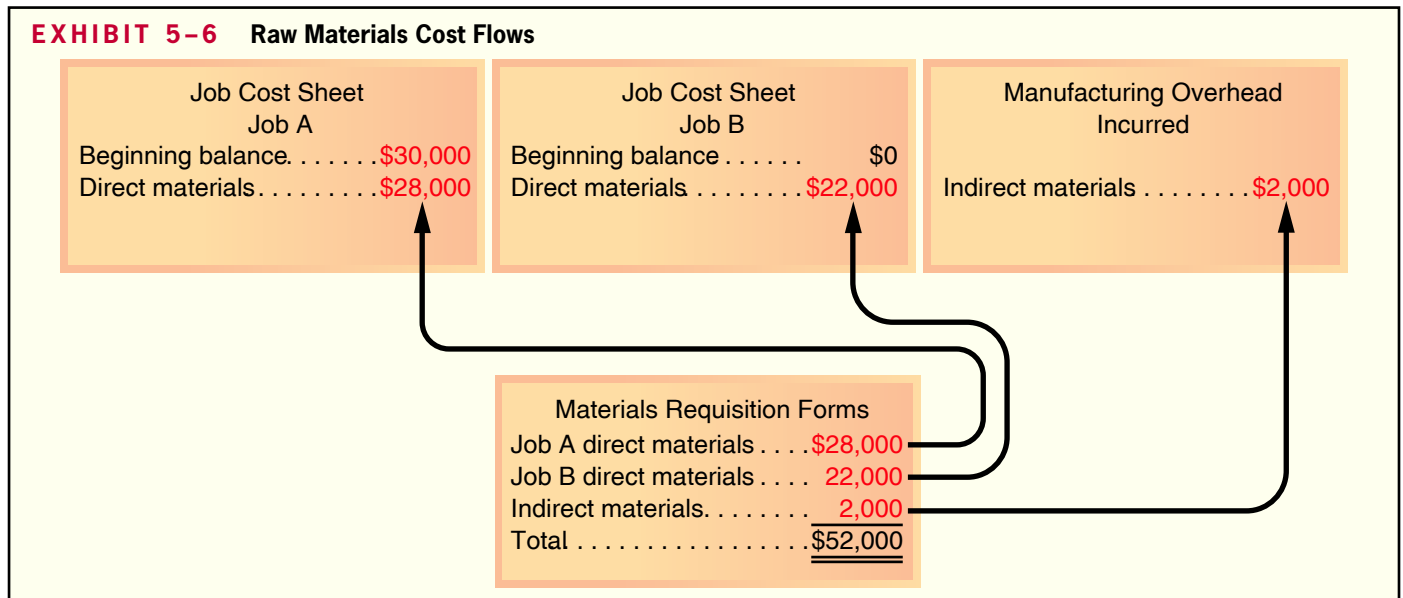 EXHIBIT 5–6 Raw Materials Cost Flows
Job Cost Sheet
Job A
Beginning balance. . . . . . . $30,000
Direct materials . . . . . . . . . $28,000
Job Cost Sheet
Job B
Beginning balance . . . . . . $0
Direct materials . . . . . . . . $22,000
Manufacturing Overhead
Incurred
Indirect materials . . . . . . . . $2,000
Materials Requisition Forms
Job A direct materials . . . . $28,000
Job B direct materials . . . . 22,000
Indirect materials. . . . . . . . 2,000
Total . . . . . . . . . . . . . . . . . . $52,000